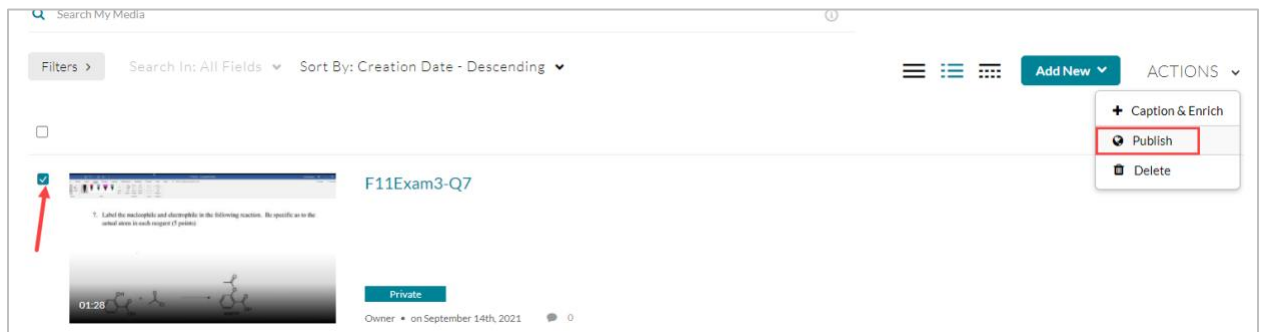 Search My Media
Filters >
Search In: All Fields
Sort By: Creation Date - Descending
Add New
ACTIONS
+ Caption & Enrich
Publish
Delete
F11Exam3-Q7
7. Label the nucleophile and electrophile in the following reaction. Be specific as to the
actual atom in each reagent (5 points)
01:28
Private
Owner • on September 14th, 2021 0